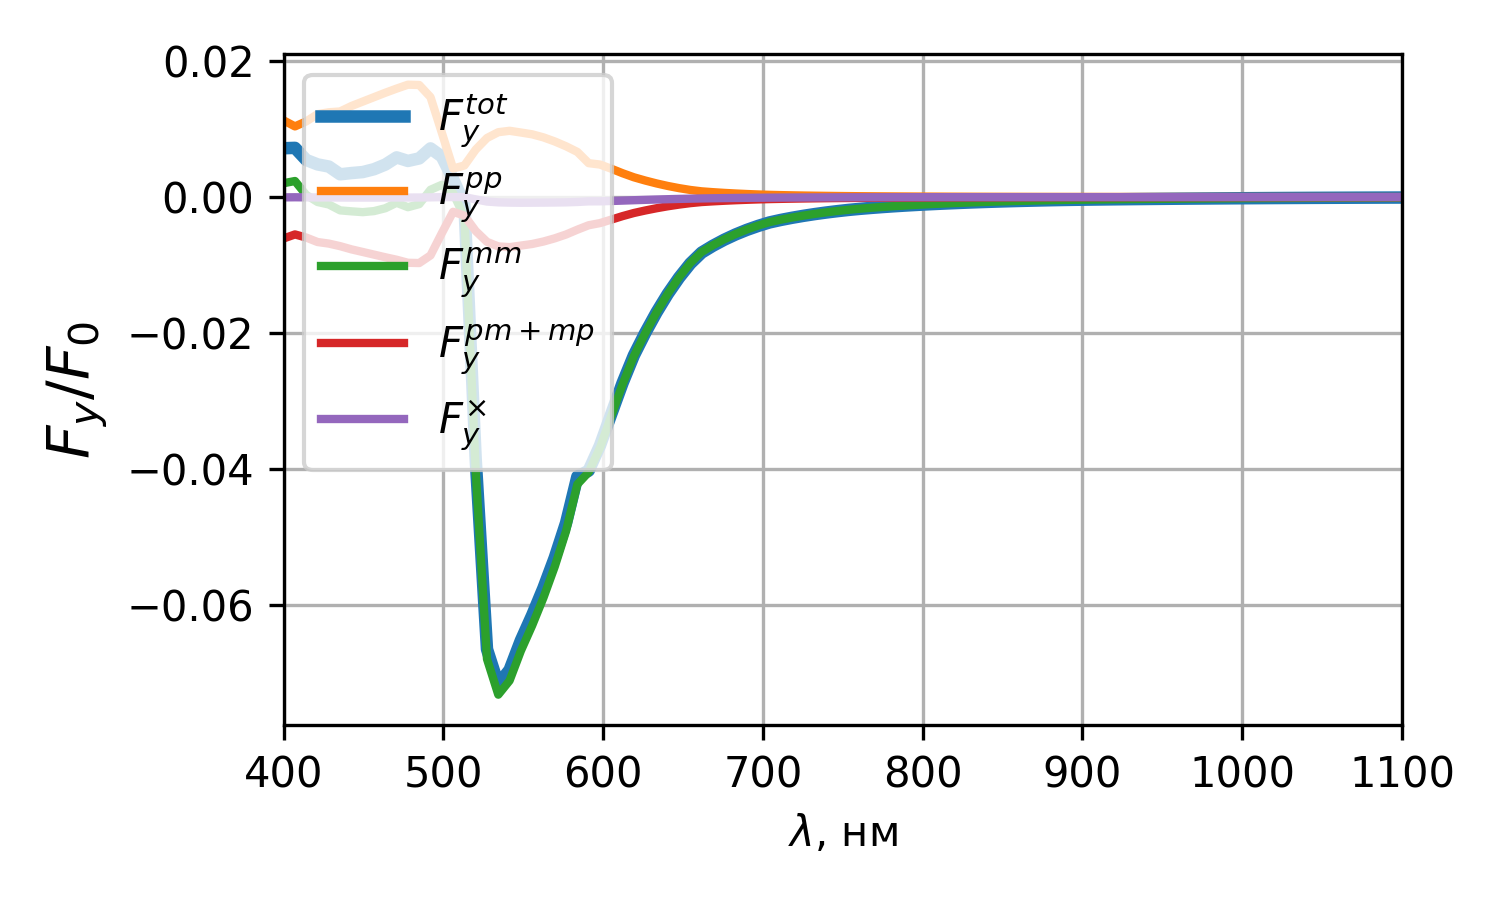 0.02
0.00
−0.02
−0.04
−0.06
F_y/F_0
F_y^{tot}
F_y^{pp}
F_y^{mm}
F_y^{pm+mp}
F_y^×
400 500 600 700 800 900 1000 1100
λ, нм